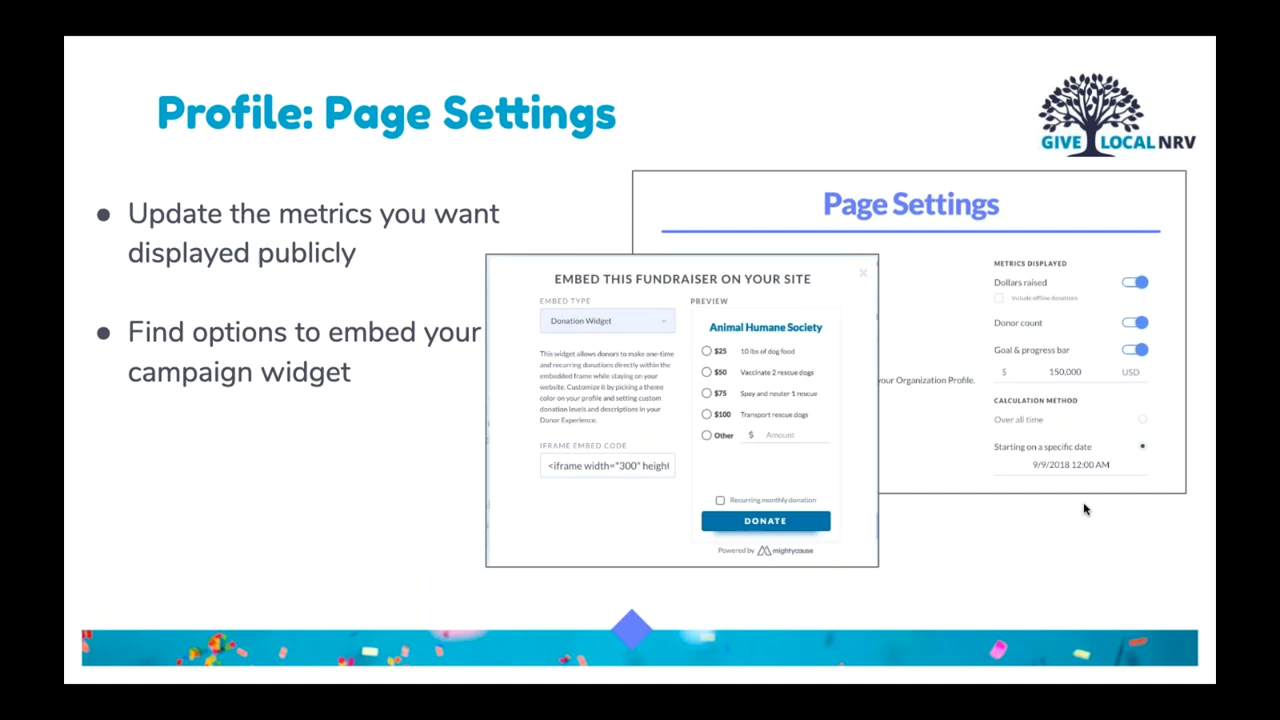 Profile: Page Settings
GIVE LOCAL NRV
● Update the metrics you want
displayed publicly
● Find options to embed your
campaign widget
Page Settings
METRICS DISPLAYED
Dollars raised
Include offline donations
Donor count
Goal & progress bar
$ 150,000 USD
your Organization Profile.
CALCULATION METHOD
Over all time
Starting on a specific date
9/9/2018 12:00 AM
EMBED THIS FUNDRAISER ON YOUR SITE
EMBED TYPE
Donation Widget
This widget allows donors to make one-time
and recurring donations directly within the
embedded frame while staying on your
website. Customize it by picking a theme
color on your profile and setting custom
donation levels and descriptions in your
Donor Experience.
IFRAME EMBED CODE
<iframe width="300" height
PREVIEW
Animal Humane Society
$25 10 lbs of dog food
$50 Vaccinate 2 rescue dogs
$75 Spay and neuter 1 rescue
$100 Transport rescue dogs
Other $ Amount
Recurring monthly donation
DONATE
Powered by mightycause